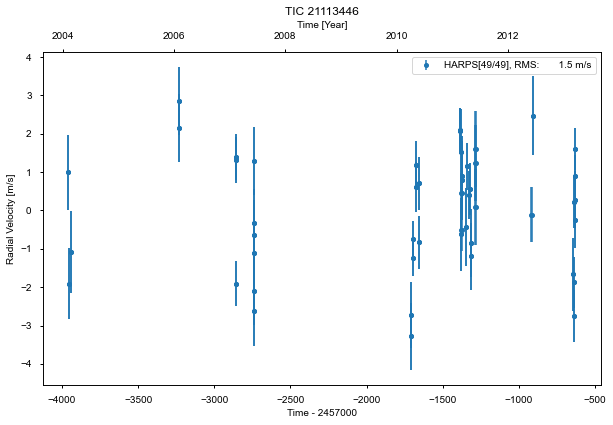 TIC 21113446
Time [Year]
2004 2006 2008 2010 2012
HARPS[49/49], RMS: 1.5 m/s
4
3
2
1
0
−1
−2
−3
−4
Radial Velocity [m/s]
−4000 −3500 −3000 −2500 −2000 −1500 −1000 −500
Time - 2457000